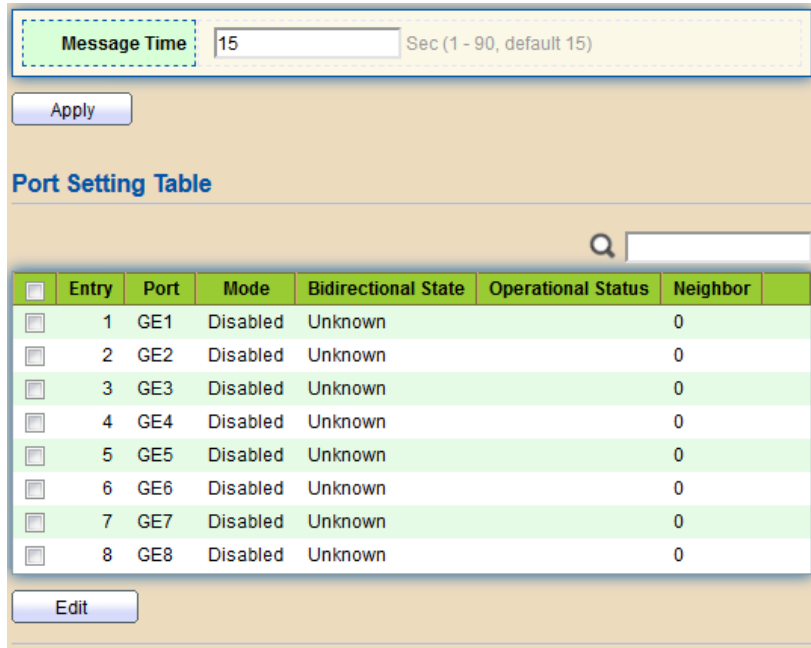 Message Time 15 Sec (1 - 90, default 15)
Apply
Port Setting Table
Entry Port Mode Bidirectional State Operational Status Neighbor
1 GE1 Disabled Unknown 0
2 GE2 Disabled Unknown 0
3 GE3 Disabled Unknown 0
4 GE4 Disabled Unknown 0
5 GE5 Disabled Unknown 0
6 GE6 Disabled Unknown 0
7 GE7 Disabled Unknown 0
8 GE8 Disabled Unknown 0
Edit